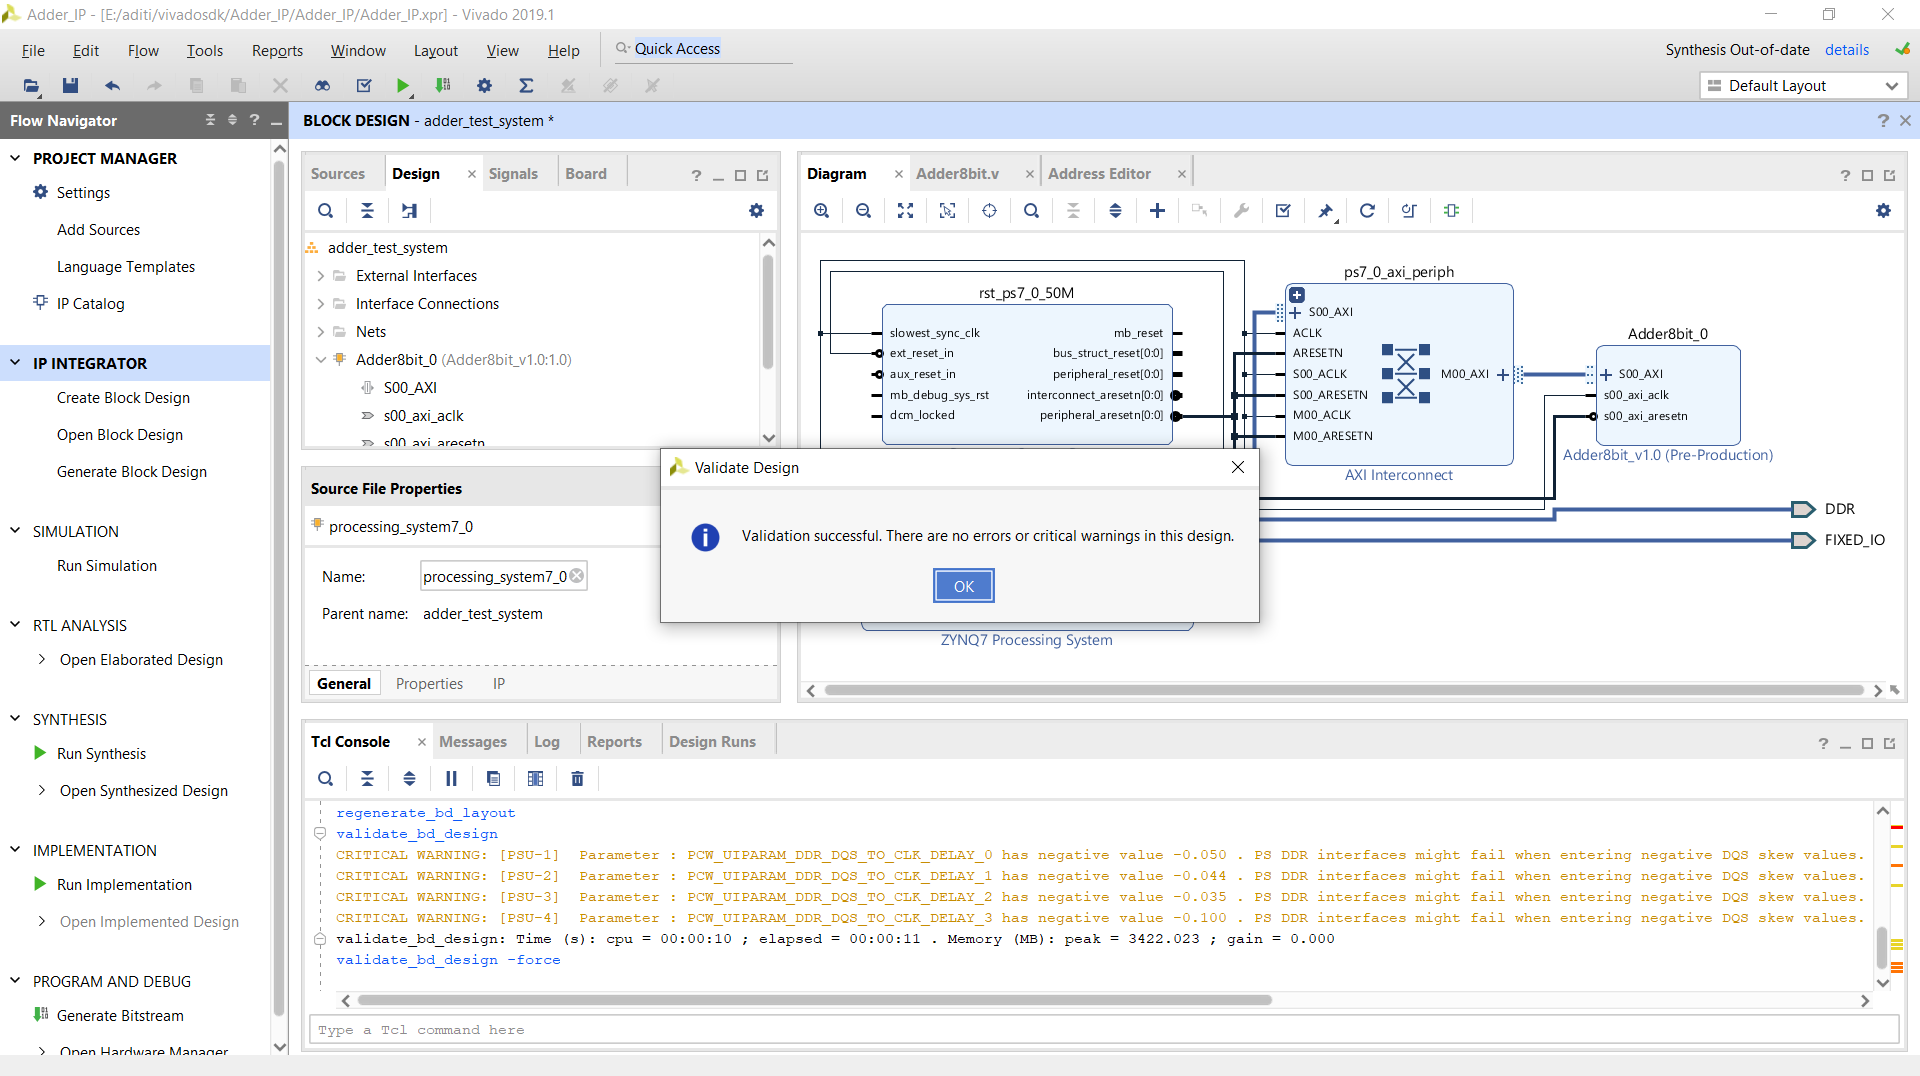 Adder_IP - [E:/aditi/vivadosdk/Adder_IP/Adder_IP/Adder_IP.xpr] - Vivado 2019.1
File Edit Flow Tools Reports Window Layout View Help Quick Access
Synthesis Out-of-date details
Default Layout
Flow Navigator
PROJECT MANAGER
Settings
Add Sources
Language Templates
IP Catalog
IP INTEGRATOR
Create Block Design
Open Block Design
Generate Block Design
SIMULATION
Run Simulation
RTL ANALYSIS
Open Elaborated Design
SYNTHESIS
Run Synthesis
Open Synthesized Design
IMPLEMENTATION
Run Implementation
Open Implemented Design
PROGRAM AND DEBUG
Generate Bitstream
Open Hardware Manager
BLOCK DESIGN - adder_test_system *
Sources Design Signals Board
adder_test_system
External Interfaces
Interface Connections
Nets
Adder8bit_0 (Adder8bit_v1.0:1.0)
S00_AXI
s00_axi_aclk
s00_axi_aresetn
Source File Properties
processing_system7_0
Name: processing_system7_0
Parent name: adder_test_system
General Properties IP
Diagram Adder8bit.v Address Editor
rst_ps7_0_50M
slowest_sync_clk mb_reset
ext_reset_in bus_struct_reset[0:0]
aux_reset_in peripheral_reset[0:0]
mb_debug_sys_rst interconnect_aresetn[0:0]
dcm_locked peripheral_aresetn[0:0]
ps7_0_axi_periph
S00_AXI
ACLK
ARESETN
S00_ACLK M00_AXI
S00_ARESETN
M00_ACLK
M00_ARESETN
AXI Interconnect
Adder8bit_0
S00_AXI
s00_axi_aclk
s00_axi_aresetn
Adder8bit_v1.0 (Pre-Production)
DDR
FIXED_IO
ZYNQ7 Processing System
Validate Design
Validation successful. There are no errors or critical warnings in this design.
OK
Tcl Console Messages Log Reports Design Runs
regenerate_bd_layout
validate_bd_design
CRITICAL WARNING: [PSU-1]  Parameter : PCW_UIPARAM_DDR_DQS_TO_CLK_DELAY_0 has negative value -0.050 . PS DDR interfaces might fail when entering negative DQS skew values.
CRITICAL WARNING: [PSU-2]  Parameter : PCW_UIPARAM_DDR_DQS_TO_CLK_DELAY_1 has negative value -0.044 . PS DDR interfaces might fail when entering negative DQS skew values.
CRITICAL WARNING: [PSU-3]  Parameter : PCW_UIPARAM_DDR_DQS_TO_CLK_DELAY_2 has negative value -0.035 . PS DDR interfaces might fail when entering negative DQS skew values.
CRITICAL WARNING: [PSU-4]  Parameter : PCW_UIPARAM_DDR_DQS_TO_CLK_DELAY_3 has negative value -0.100 . PS DDR interfaces might fail when entering negative DQS skew values.
validate_bd_design: Time (s): cpu = 00:00:10 ; elapsed = 00:00:11 . Memory (MB): peak = 3422.023 ; gain = 0.000
validate_bd_design -force
Type a Tcl command here